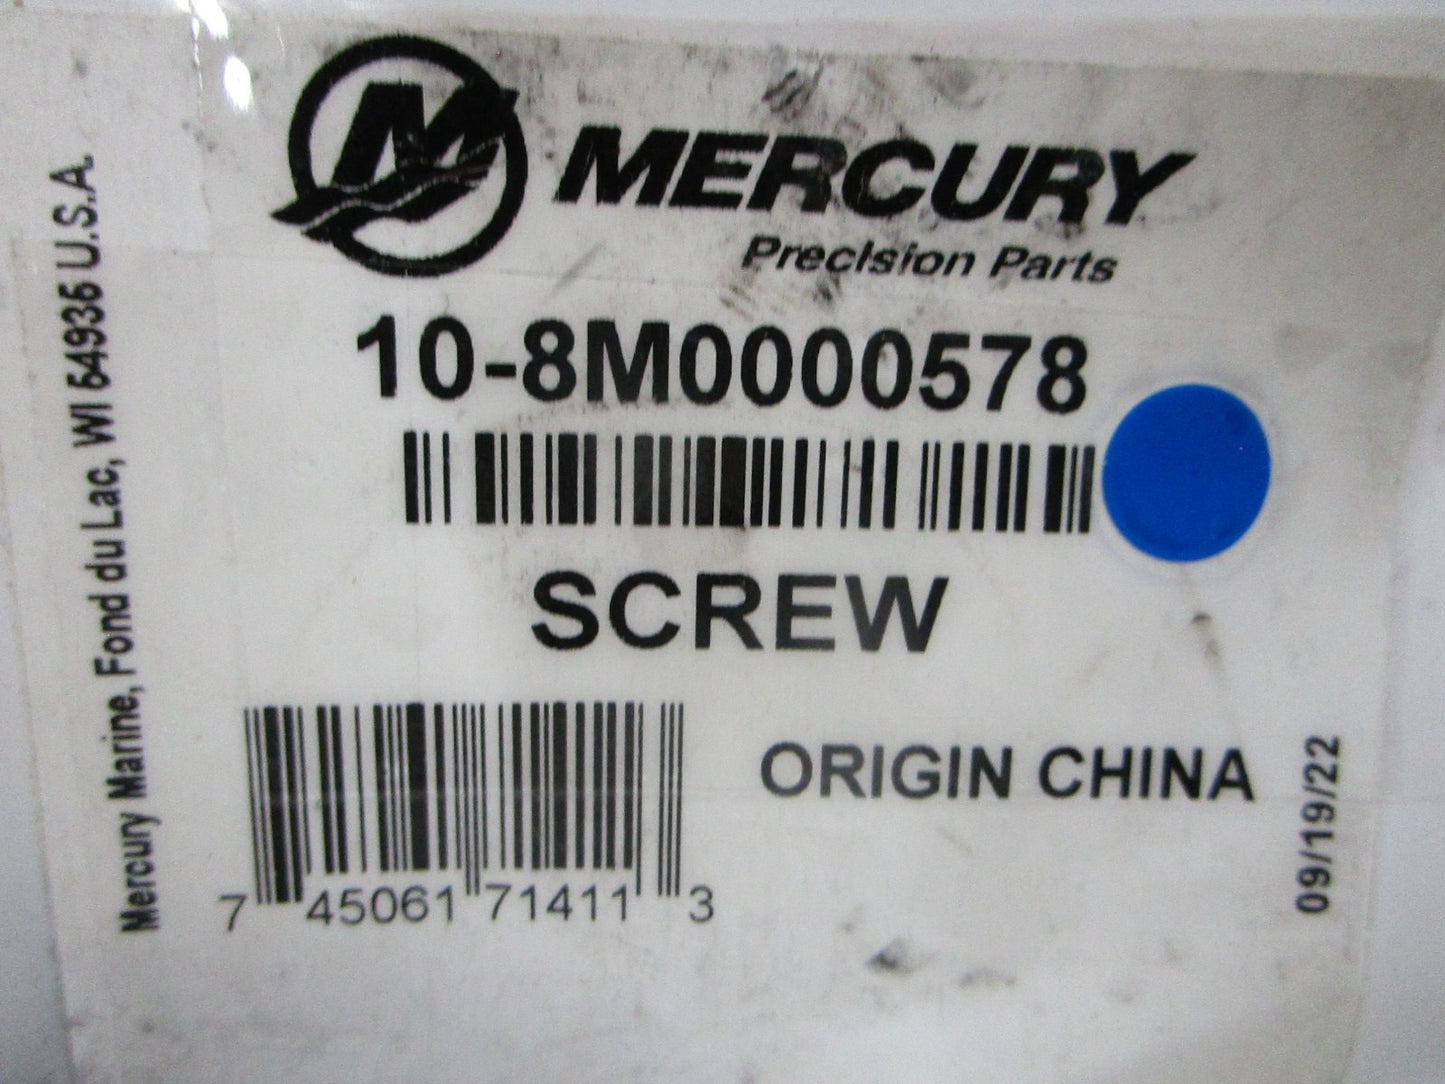 M
MERCURY
Precision Parts
10-8M0000578
SCREW
ORIGIN CHINA
7 45061 71411 3
09/19/22
Mercury Marine, Fond du Lac, WI 54936 U.S.A.